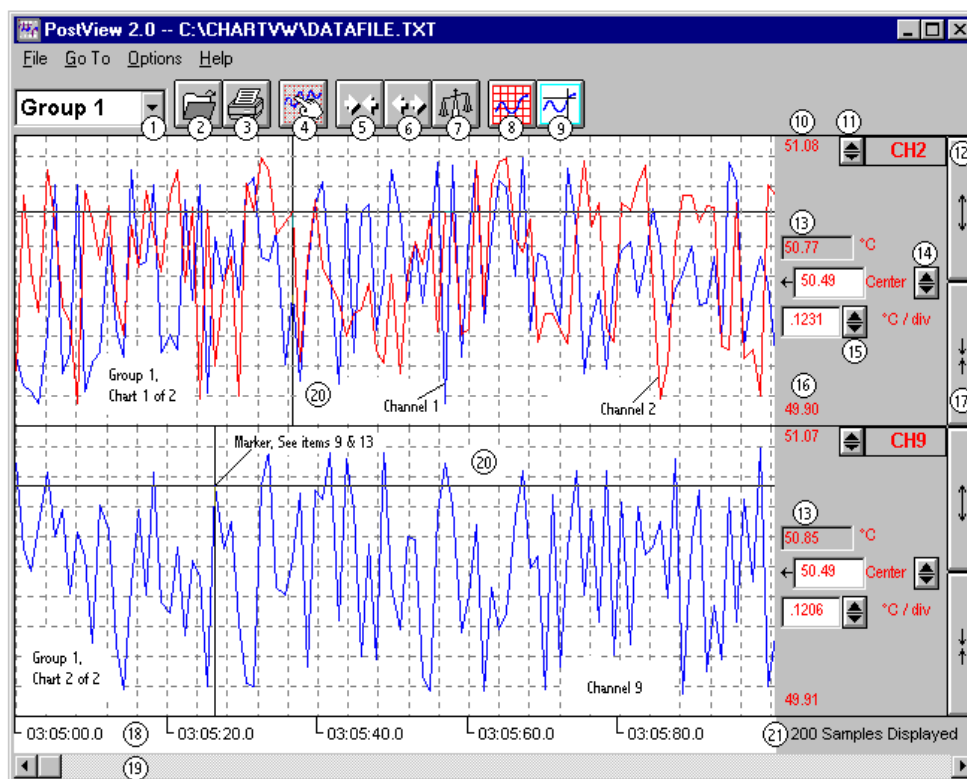 PostView 2.0 -- C:\CHARTVW\DATAFILE.TXT
File Go To Options Help
Group 1
1 2 3 4 5 6 7 8 9
10 11
51.08 CH2 12
13
50.77 °C
14
50.49 Center
.1231 °C / div
15
Group 1,
Chart 1 of 2
20
Channel 1
Channel 2
16
49.90 17
51.07 CH9
Marker, See items 9 & 13
20
13
50.85 °C
50.49 Center
.1206 °C / div
Group 1,
Chart 2 of 2
Channel 9
49.91
03:05:00.0 18 03:05:20.0 03:05:40.0 03:05:60.0 03:05:80.0 21 200 Samples Displayed
19